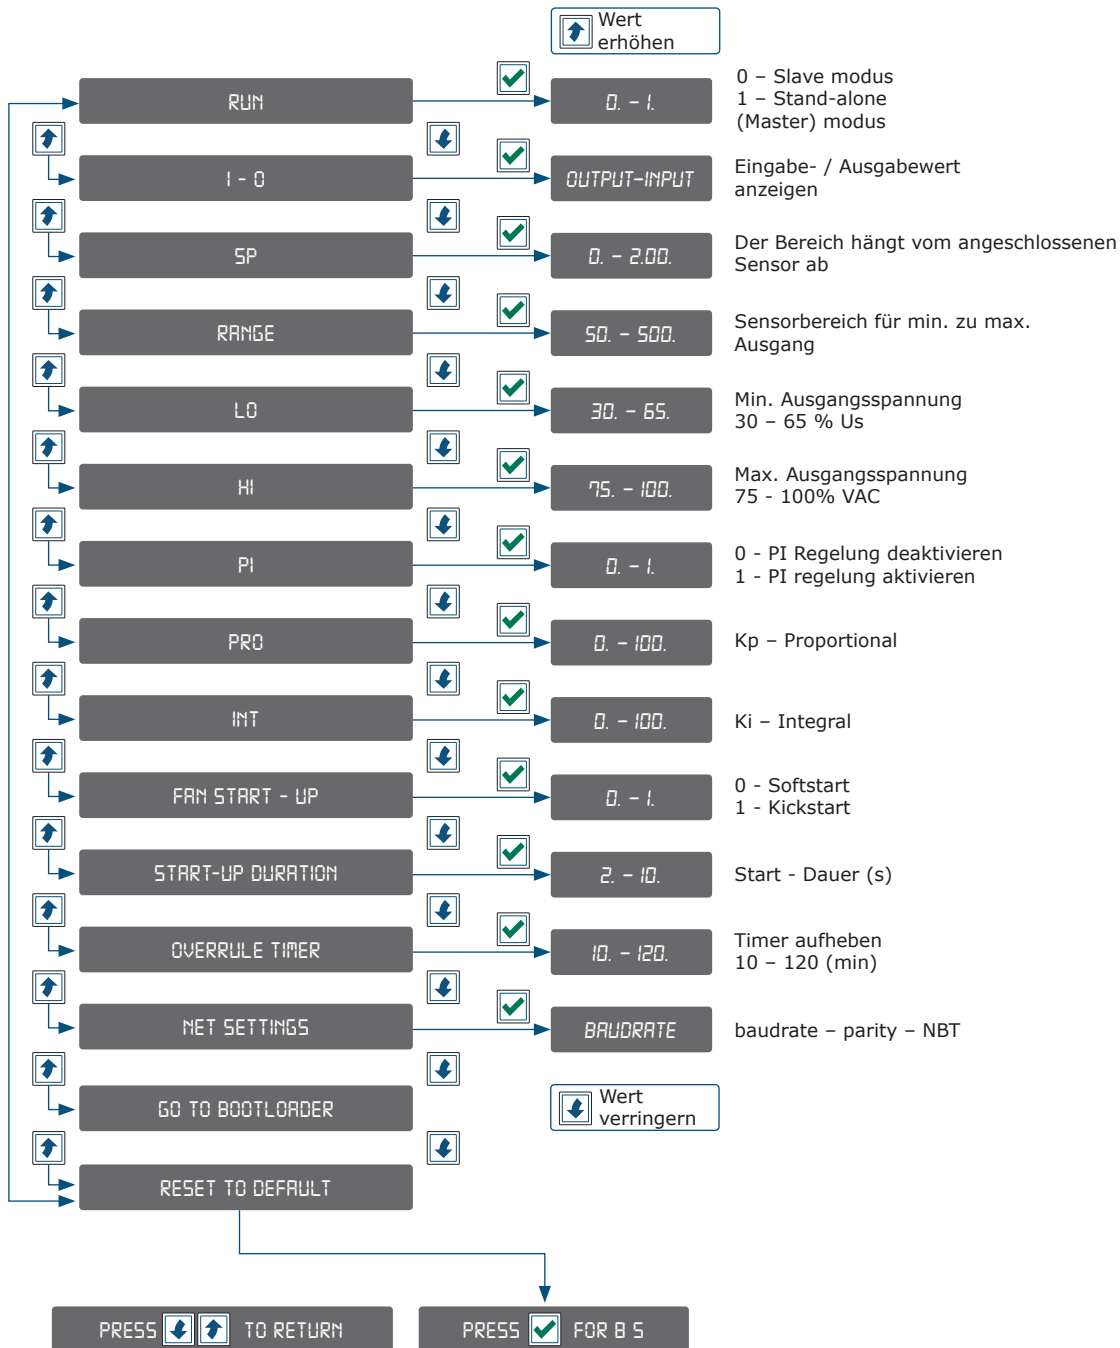 Wert
erhöhen
RUN
0. - 1.
0 – Slave modus
1 – Stand-alone
(Master) modus
I - O
OUTPUT-INPUT
Eingabe- / Ausgabewert
anzeigen
SP
0. - 2.00.
Der Bereich hängt vom angeschlossenen
Sensor ab
RANGE
50. - 500.
Sensorbereich für min. zu max.
Ausgang
LO
30. - 65.
Min. Ausgangsspannung
30 – 65 % Us
HI
75. - 100.
Max. Ausgangsspannung
75 - 100% VAC
PI
0. - 1.
0 - PI Regelung deaktivieren
1 - PI regelung aktivieren
PRO
0. - 100.
Kp – Proportional
INT
0. - 100.
Ki – Integral
FAN START - UP
0. - 1.
0 - Softstart
1 - Kickstart
START-UP DURATION
2. - 10.
Start - Dauer (s)
OVERRULE TIMER
10. - 120.
Timer aufheben
10 – 120 (min)
NET SETTINGS
BAUDRATE
baudrate – parity – NBT
GO TO BOOTLOADER
Wert
verringern
RESET TO DEFAULT
PRESS TO RETURN
PRESS FOR 8 S